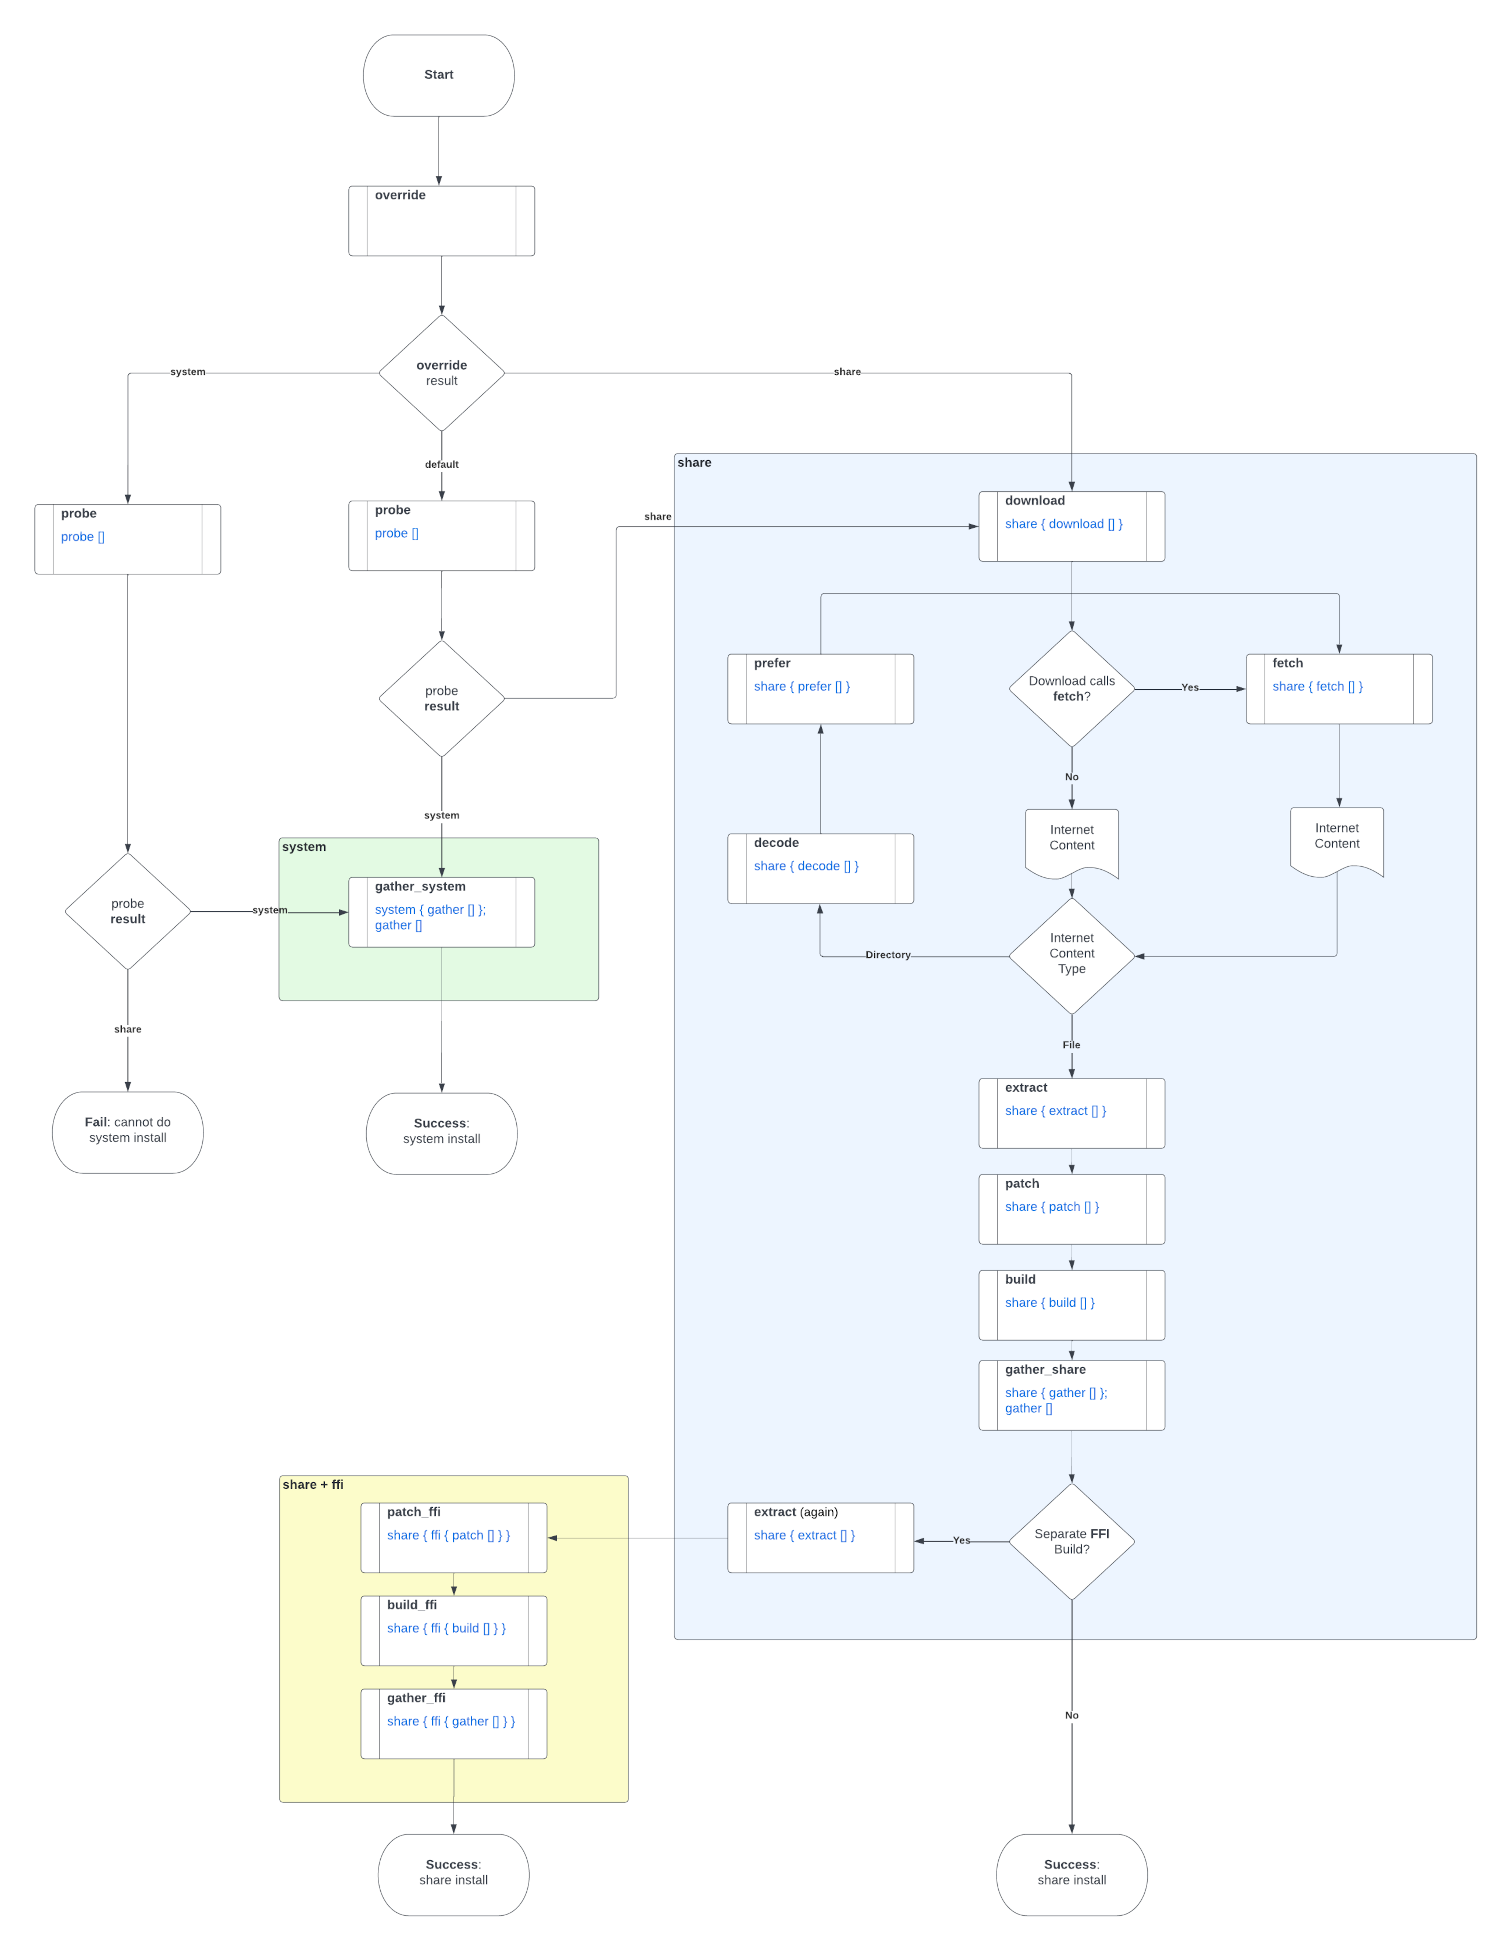 Start
override
override
result
system
share
default
share
probe
probe []
probe
probe []
download
share { download [] }
share
probe
result
prefer
share { prefer [] }
Download calls
fetch?
Yes
fetch
share { fetch [] }
No
system
system
decode
share { decode [] }
Internet
Content
Internet
Content
probe
result
system
gather_system
system { gather [] };
gather []
Directory
Internet
Content
Type
share
File
Fail: cannot do
system install
Success:
system install
extract
share { extract [] }
patch
share { patch [] }
build
share { build [] }
gather_share
share { gather [] };
gather []
share + ffi
patch_ffi
share { ffi { patch [] } }
extract (again)
share { extract [] }
Yes
Separate FFI
Build?
build_ffi
share { ffi { build [] } }
gather_ffi
share { ffi { gather [] } }
No
Success:
share install
Success:
share install